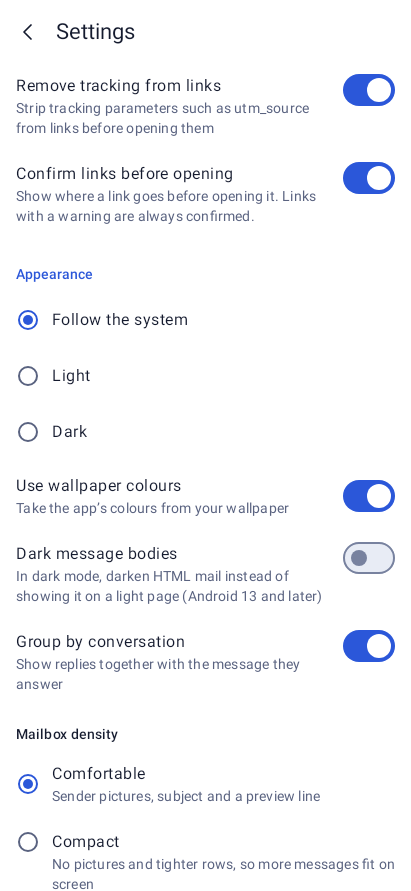 Settings
Remove tracking from links
Strip tracking parameters such as utm_source
from links before opening them
Confirm links before opening
Show where a link goes before opening it. Links
with a warning are always confirmed.
Appearance
Follow the system
Light
Dark
Use wallpaper colours
Take the app’s colours from your wallpaper
Dark message bodies
In dark mode, darken HTML mail instead of
showing it on a light page (Android 13 and later)
Group by conversation
Show replies together with the message they
answer
Mailbox density
Comfortable
Sender pictures, subject and a preview line
Compact
No pictures and tighter rows, so more messages fit on
screen